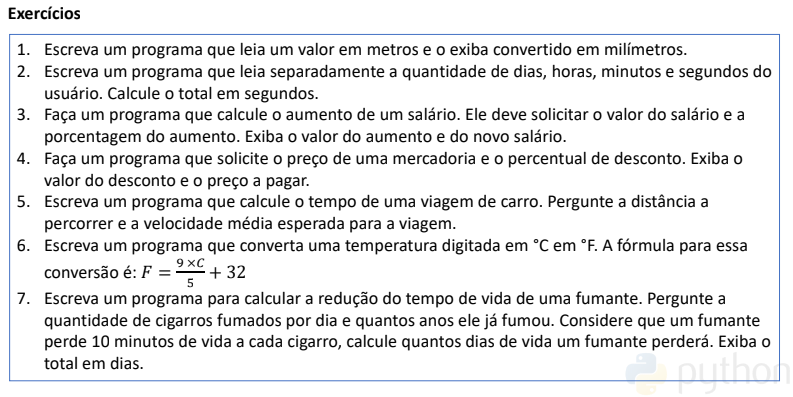 Exercícios
1. Escreva um programa que leia um valor em metros e o exiba convertido em milímetros.
2. Escreva um programa que leia separadamente a quantidade de dias, horas, minutos e segundos do
usuário. Calcule o total em segundos.
3. Faça um programa que calcule o aumento de um salário. Ele deve solicitar o valor do salário e a
porcentagem do aumento. Exiba o valor do aumento e do novo salário.
4. Faça um programa que solicite o preço de uma mercadoria e o percentual de desconto. Exiba o
valor do desconto e o preço a pagar.
5. Escreva um programa que calcule o tempo de uma viagem de carro. Pergunte a distância a
percorrer e a velocidade média esperada para a viagem.
6. Escreva um programa que converta uma temperatura digitada em °C em °F. A fórmula para essa
conversão é: F = \frac{9 × C}{5} + 32
7. Escreva um programa para calcular a redução do tempo de vida de uma fumante. Pergunte a
quantidade de cigarros fumados por dia e quantos anos ele já fumou. Considere que um fumante
perde 10 minutos de vida a cada cigarro, calcule quantos dias de vida um fumante perderá. Exiba o
total em dias.
python